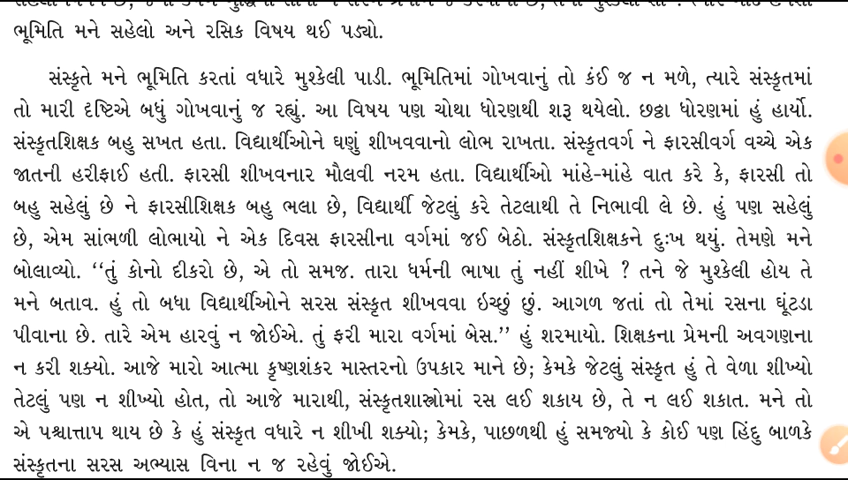 ભૂમિતિ મને સહેલો અને રસિક વિષય થઈ પડ્યો.
સંસ્કૃતે મને ભૂમિતિ કરતાં વધારે મુશ્કેલી પાડી. ભૂમિતિમાં ગોખવાનું તો કંઈ જ ન મળે, ત્યારે સંસ્કૃતમાં
તો મારી દૃષ્ટિએ બધું ગોખવાનું જ રહ્યું. આ વિષય પણ ચોથા ધોરણથી શરૂ થયેલો. છઠ્ઠા ધોરણમાં હું હાર્યો.
સંસ્કૃતશિક્ષક બહુ સખત હતા. વિદ્યાર્થીઓને ઘણું શીખવવાનો લોભ રાખતા. સંસ્કૃતવર્ગ ને ફારસીવર્ગ વચ્ચે એક
જાતની હરીફાઈ હતી. ફારસી શીખવનાર મૌલવી નરમ હતા. વિદ્યાર્થીઓ માંહે-માંહે વાત કરે કે, ફારસી તો
બહુ સહેલું છે ને ફારસીશિક્ષક બહુ ભલા છે, વિદ્યાર્થી જેટલું કરે તેટલાથી તે નિભાવી લે છે. હું પણ સહેલું
છે, એમ સાંભળી લોભાયો ને એક દિવસ ફારસીના વર્ગમાં જઈ બેઠો. સંસ્કૃતશિક્ષકને દુઃખ થયું. તેમણે મને
બોલાવ્યો. ‘‘તું કોનો દીકરો છે, એ તો સમજ. તારા ધર્મની ભાષા તું નહીં શીખે ? તને જે મુશ્કેલી હોય તે
મને બતાવ. હું તો બધા વિદ્યાર્થીઓને સરસ સંસ્કૃત શીખવવા ઇચ્છું છું. આગળ જતાં તો તેમાં રસના ઘૂંટડા
પીવાના છે. તારે એમ હારવું ન જોઈએ. તું ફરી મારા વર્ગમાં બેસ.’’ હું શરમાયો. શિક્ષકના પ્રેમની અવગણના
ન કરી શક્યો. આજે મારો આત્મા કૃષ્ણશંકર માસ્તરનો ઉપકાર માને છે; કેમકે જેટલું સંસ્કૃત હું તે વેળા શીખ્યો
તેટલું પણ ન શીખ્યો હોત, તો આજે મારાથી, સંસ્કૃતશાસ્ત્રોમાં રસ લઈ શકાય છે, તે ન લઈ શકાત. મને તો
એ પશ્ચાત્તાપ થાય છે કે હું સંસ્કૃત વધારે ન શીખી શક્યો; કેમકે, પાછળથી હું સમજ્યો કે કોઈ પણ હિંદુ બાળકે
સંસ્કૃતના સરસ અભ્યાસ વિના ન જ રહેવું જોઈએ.